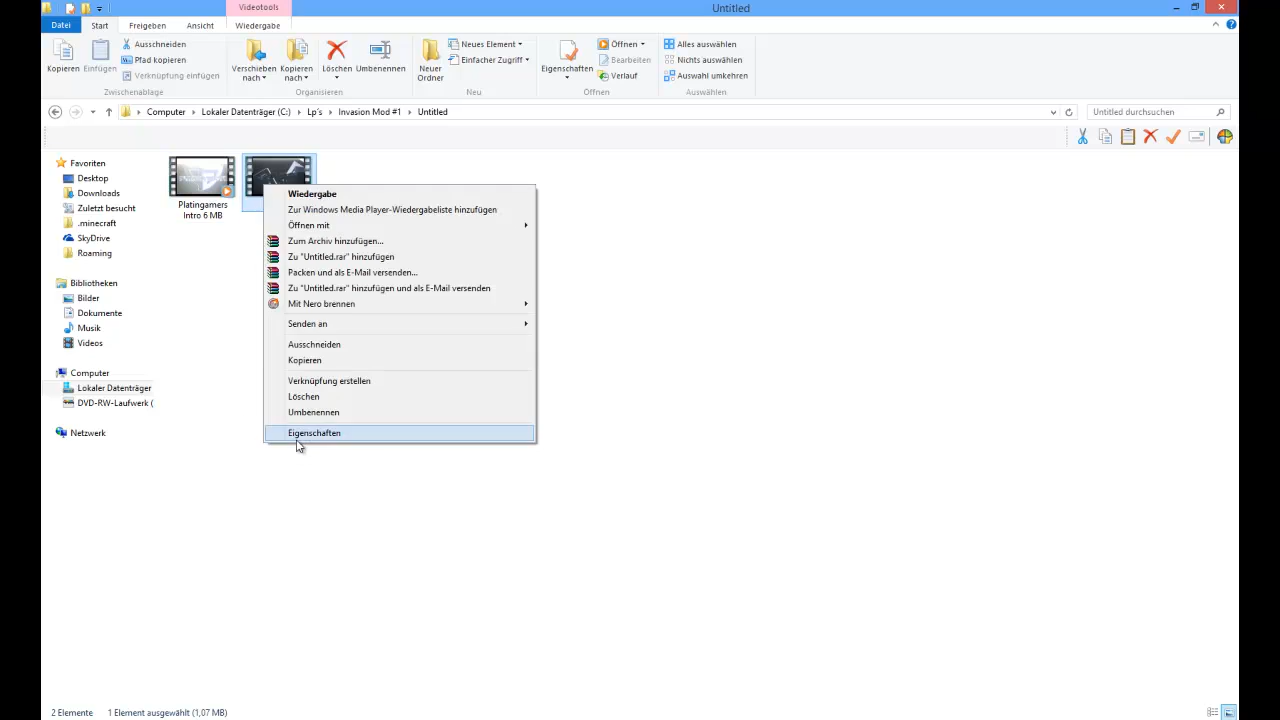 Videotools
Untitled
Datei
Start
Freigeben
Ansicht
Wiedergabe
Kopieren
Einfügen
Ausschneiden
Pfad kopieren
Verknüpfung einfügen
Zwischenablage
Verschieben nach
Kopieren nach
Löschen
Umbenennen
Organisieren
Neuer Ordner
Neues Element
Einfacher Zugriff
Neu
Eigenschaften
Öffnen
Bearbeiten
Verlauf
Öffnen
Alles auswählen
Nichts auswählen
Auswahl umkehren
Auswählen
Computer
Lokaler Datenträger (C:)
Lp´s
Invasion Mod #1
Untitled
Untitled durchsuchen
Favoriten
Desktop
Downloads
Zuletzt besucht
.minecraft
SkyDrive
Roaming
Bibliotheken
Bilder
Dokumente
Musik
Videos
Computer
Lokaler Datenträger
DVD-RW-Laufwerk (
Netzwerk
Platingamers
Intro 6 MB
Wiedergabe
Zur Windows Media Player-Wiedergabeliste hinzufügen
Öffnen mit
Zum Archiv hinzufügen...
Zu "Untitled.rar" hinzufügen
Packen und als E-Mail versenden...
Zu "Untitled.rar" hinzufügen und als E-Mail versenden
Mit Nero brennen
Senden an
Ausschneiden
Kopieren
Verknüpfung erstellen
Löschen
Umbenennen
Eigenschaften
2 Elemente
1 Element ausgewählt (1,07 MB)